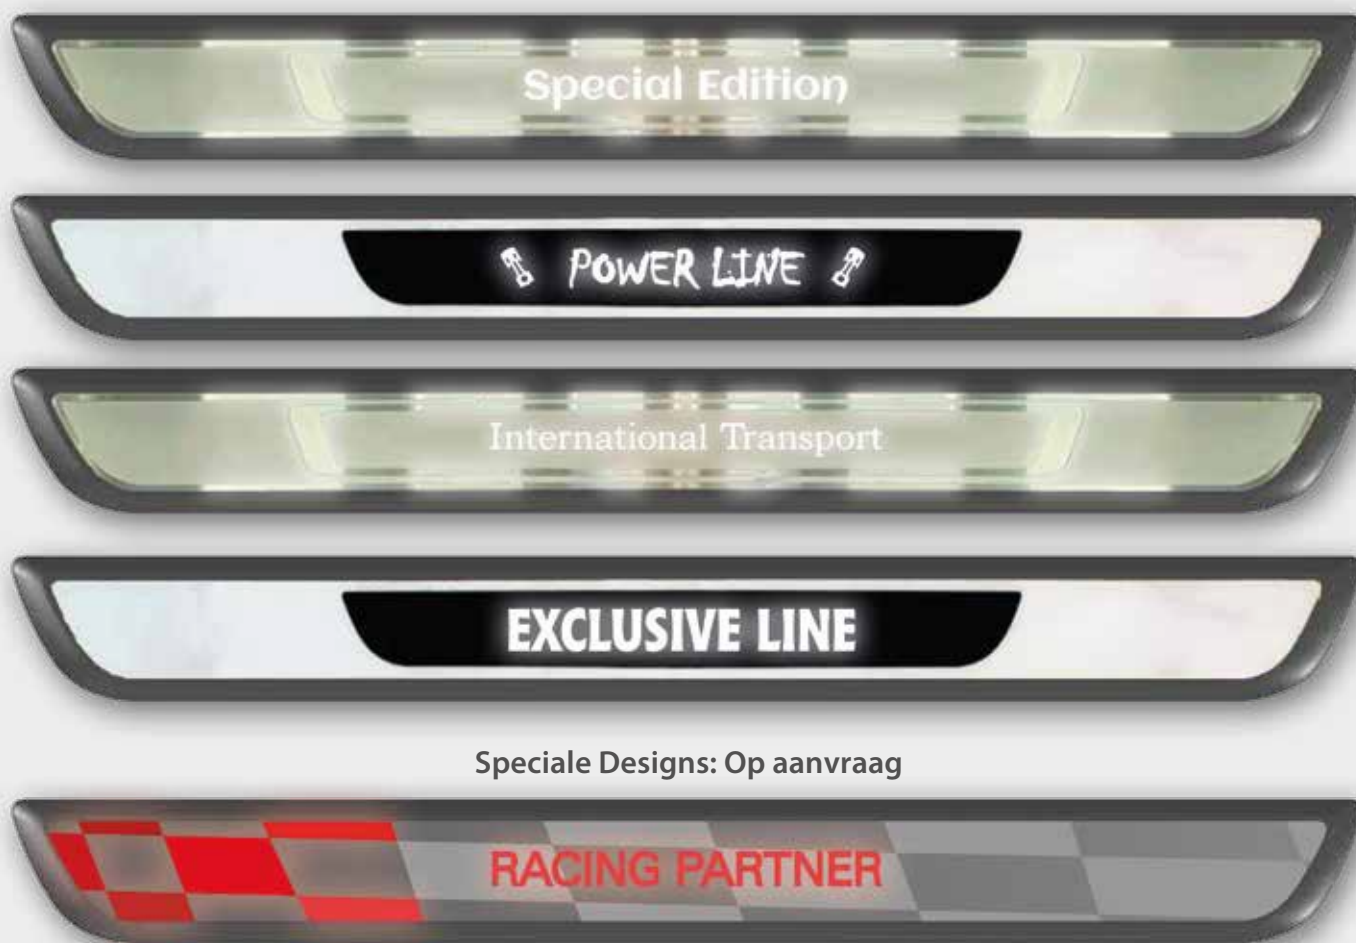 Special Edition
POWER LINE
International Transport
EXCLUSIVE LINE
Speciale Designs: Op aanvraag
RACING PARTNER